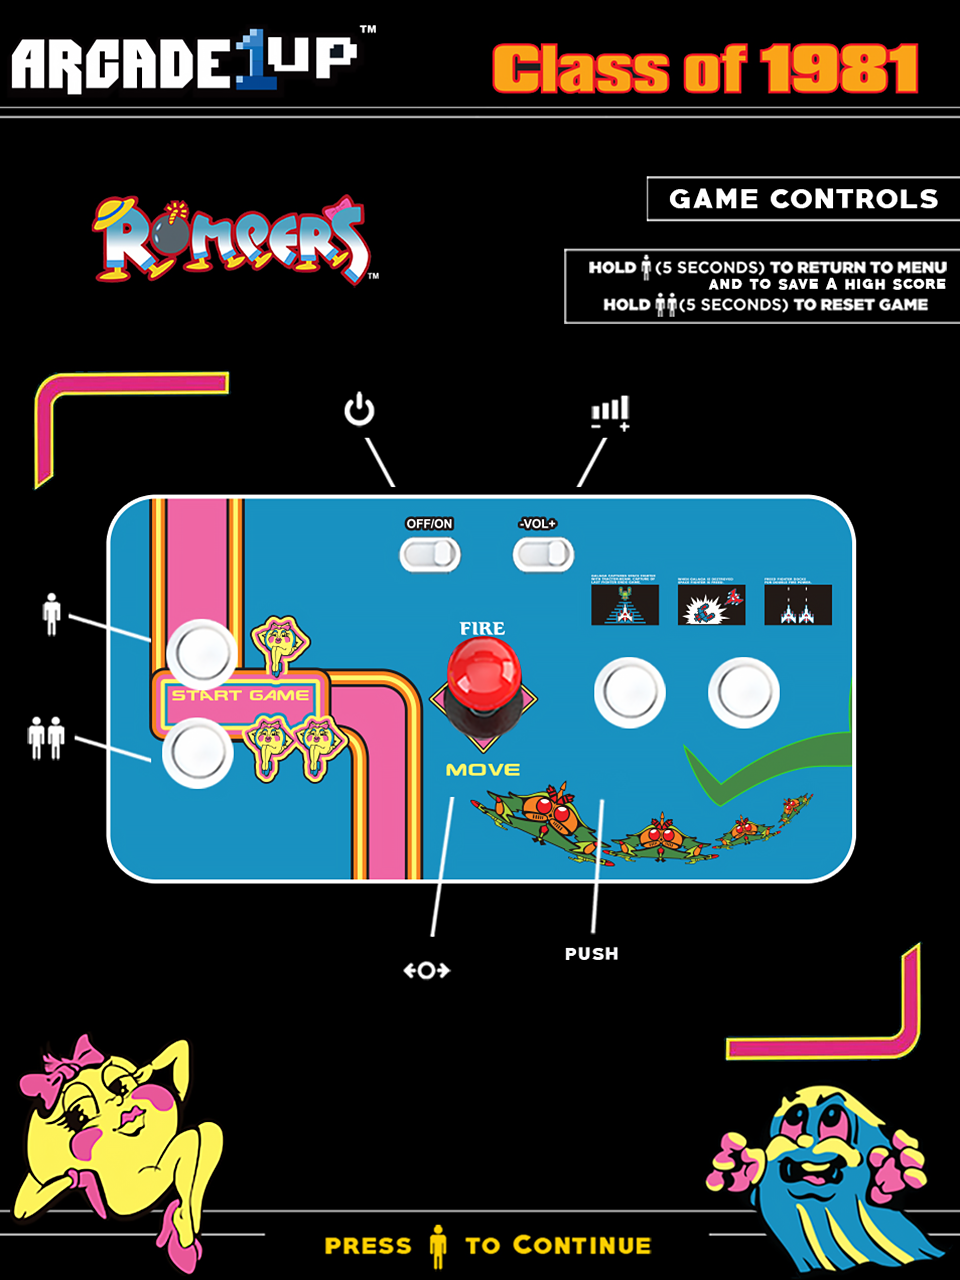 ARCADE1UP™
Class of 1981
ROMPERS™
GAME CONTROLS
HOLD (5 SECONDS) TO RETURN TO MENU
AND TO SAVE A HIGH SCORE
HOLD (5 SECONDS) TO RESET GAME
- +
OFF/ON
-VOL+
FIRE
START GAME
MOVE
PUSH
PRESS TO CONTINUE